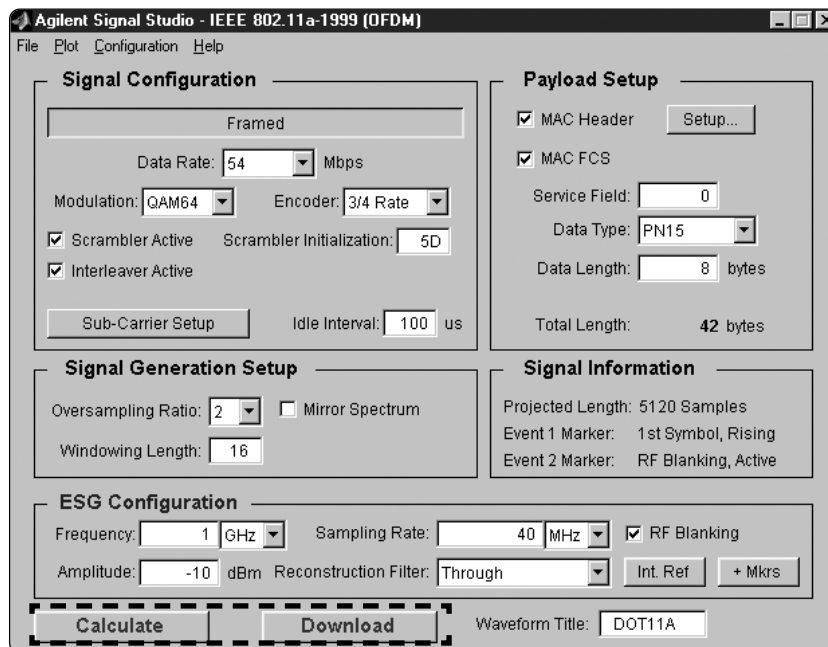 Agilent Signal Studio - IEEE 802.11a-1999 (OFDM)
File Plot Configuration Help
Signal Configuration
Framed
Data Rate: 54 Mbps
Modulation: QAM64 Encoder: 3/4 Rate
Scrambler Active Scrambler Initialization: 5D
Interleaver Active
Sub-Carrier Setup Idle Interval: 100 us
Payload Setup
MAC Header Setup...
MAC FCS
Service Field: 0
Data Type: PN15
Data Length: 8 bytes
Total Length: 42 bytes
Signal Generation Setup
Oversampling Ratio: 2 Mirror Spectrum
Windowing Length: 16
Signal Information
Projected Length: 5120 Samples
Event 1 Marker: 1st Symbol, Rising
Event 2 Marker: RF Blanking, Active
ESG Configuration
Frequency: 1 GHz Sampling Rate: 40 MHz RF Blanking
Amplitude: -10 dBm Reconstruction Filter: Through Int. Ref + Mkrs
Calculate Download Waveform Title: DOT11A